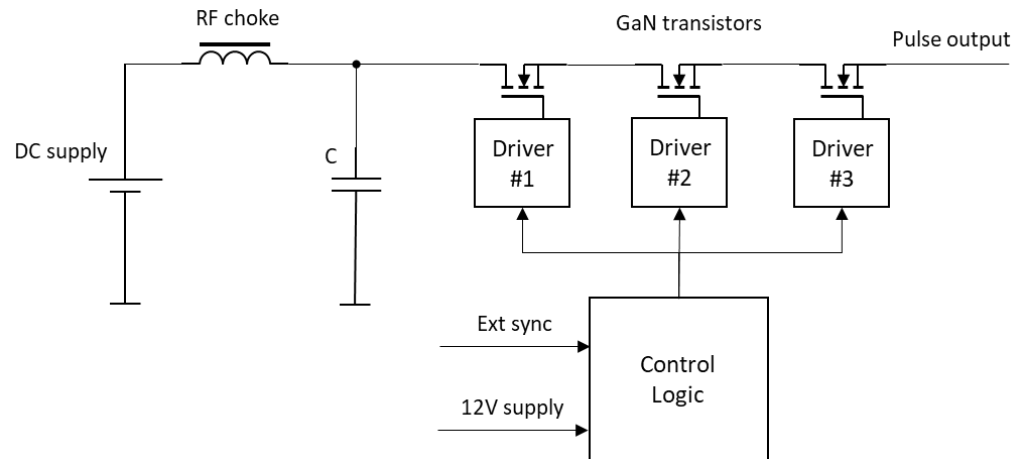 RF choke
GaN transistors
Pulse output
DC supply
C
Driver
#1
Driver
#2
Driver
#3
Ext sync
Control
Logic
12V supply